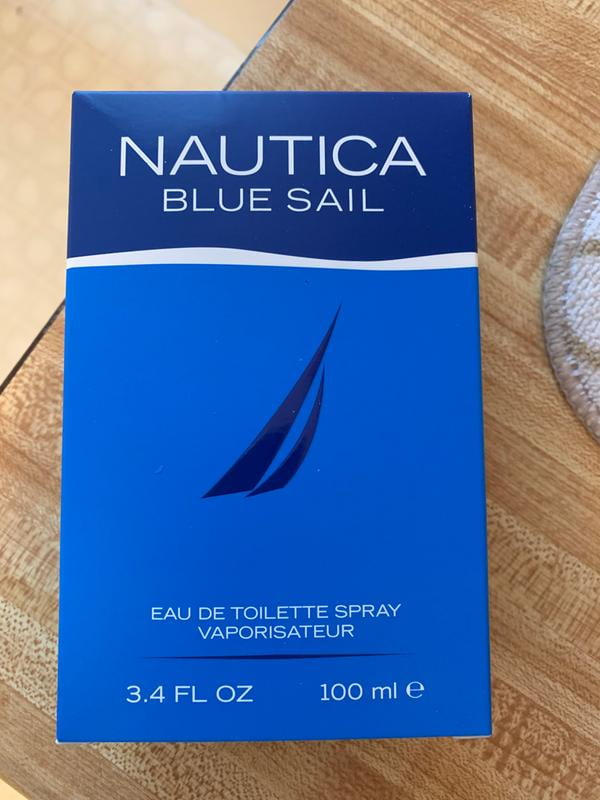 NAUTICA
BLUE SAIL
EAU DE TOILETTE SPRAY
VAPORISATEUR
3.4 FL OZ 100 ml ℮